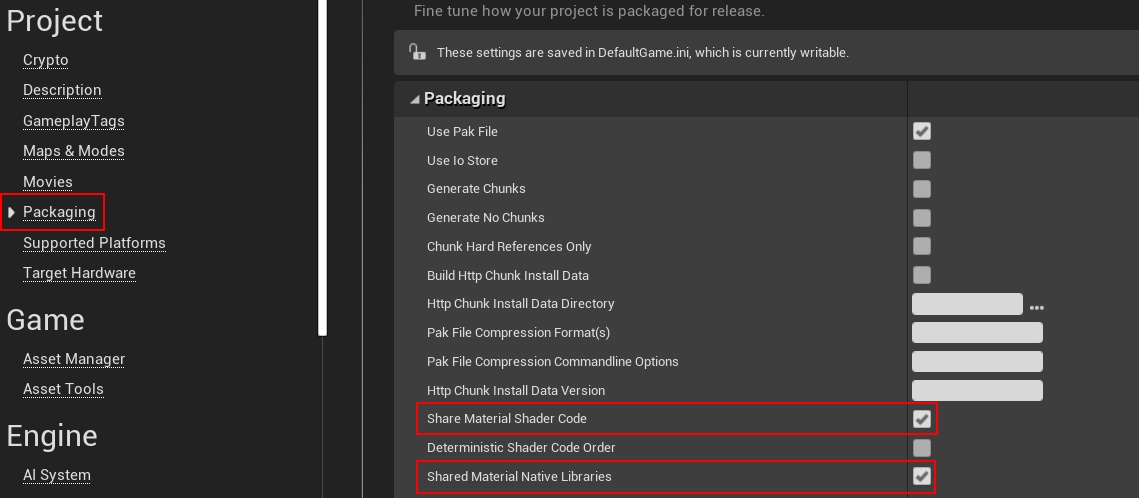 Project
Crypto
Description
GameplayTags
Maps & Modes
Movies
Packaging
Supported Platforms
Target Hardware
Game
Asset Manager
Asset Tools
Engine
AI System
Fine tune how your project is packaged for release.
These settings are saved in DefaultGame.ini, which is currently writable.
Packaging
Use Pak File
Use Io Store
Generate Chunks
Generate No Chunks
Chunk Hard References Only
Build Http Chunk Install Data
Http Chunk Install Data Directory
...
Pak File Compression Format(s)
Pak File Compression Commandline Options
Http Chunk Install Data Version
Share Material Shader Code
Deterministic Shader Code Order
Shared Material Native Libraries